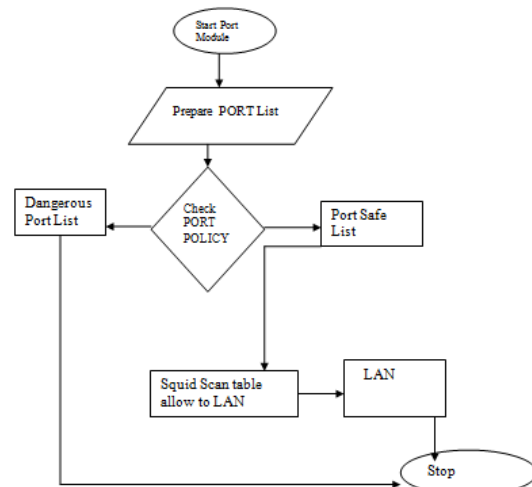 Start Port
Module
Prepare PORT List
Check
PORT
POLICY
Dangerous
Port List
Port Safe
List
Squid Scan table
allow to LAN
LAN
Stop